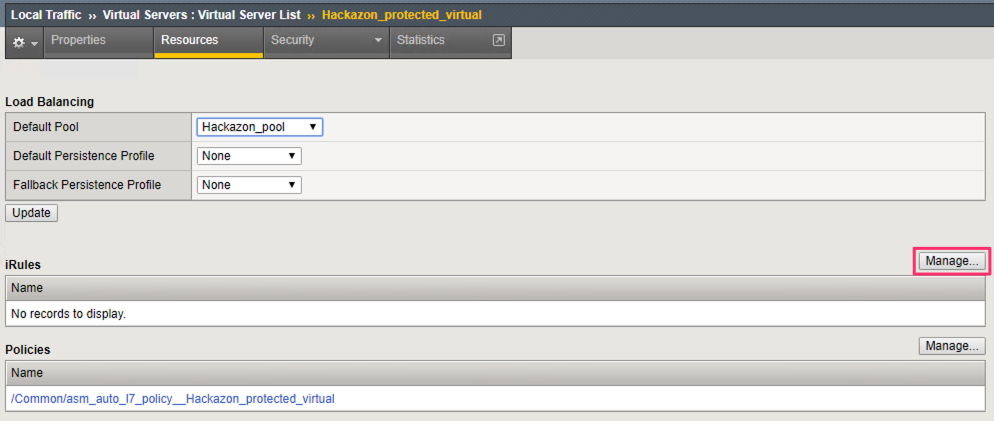 Local Traffic ›› Virtual Servers : Virtual Server List ›› Hackazon_protected_virtual
Properties Resources Security Statistics
Load Balancing
Default Pool Hackazon_pool
Default Persistence Profile None
Fallback Persistence Profile None
Update
iRules Manage...
Name
No records to display.
Policies Manage...
Name
/Common/asm_auto_l7_policy__Hackazon_protected_virtual